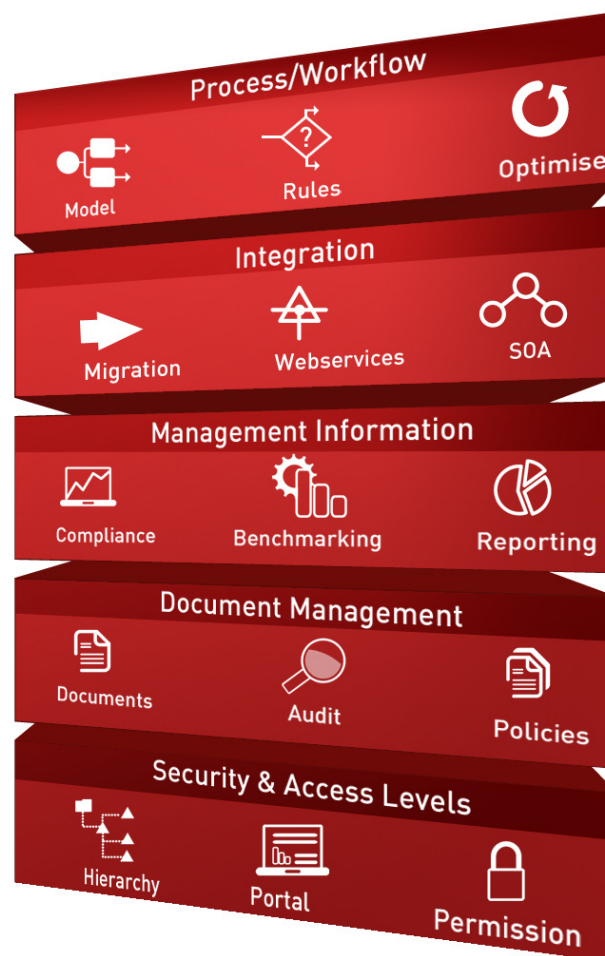 Process/Workflow
Model Rules Optimise
?
Integration
Migration Webservices SOA
Management Information
Compliance Benchmarking Reporting
Document Management
Documents Audit Policies
Security & Access Levels
Hierarchy Portal Permission